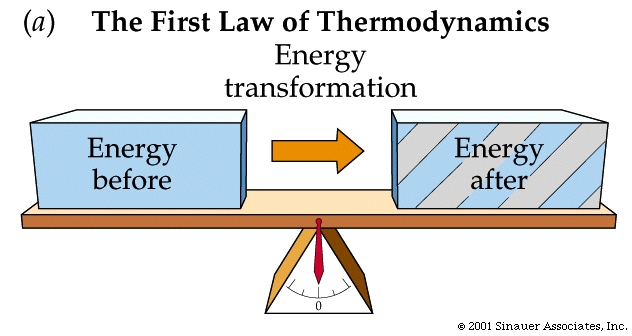 (a) The First Law of Thermodynamics
Energy
transformation
Energy
before
Energy
after
0
© 2001 Sinauer Associates, Inc.